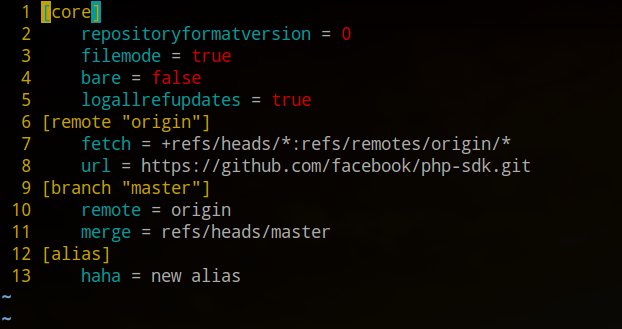 1 [core]
2     repositoryformatversion = 0
3     filemode = true
4     bare = false
5     logallrefupdates = true
6 [remote "origin"]
7     fetch = +refs/heads/*:refs/remotes/origin/*
8     url = https://github.com/facebook/php-sdk.git
9 [branch "master"]
10     remote = origin
11     merge = refs/heads/master
12 [alias]
13     haha = new alias
~
~